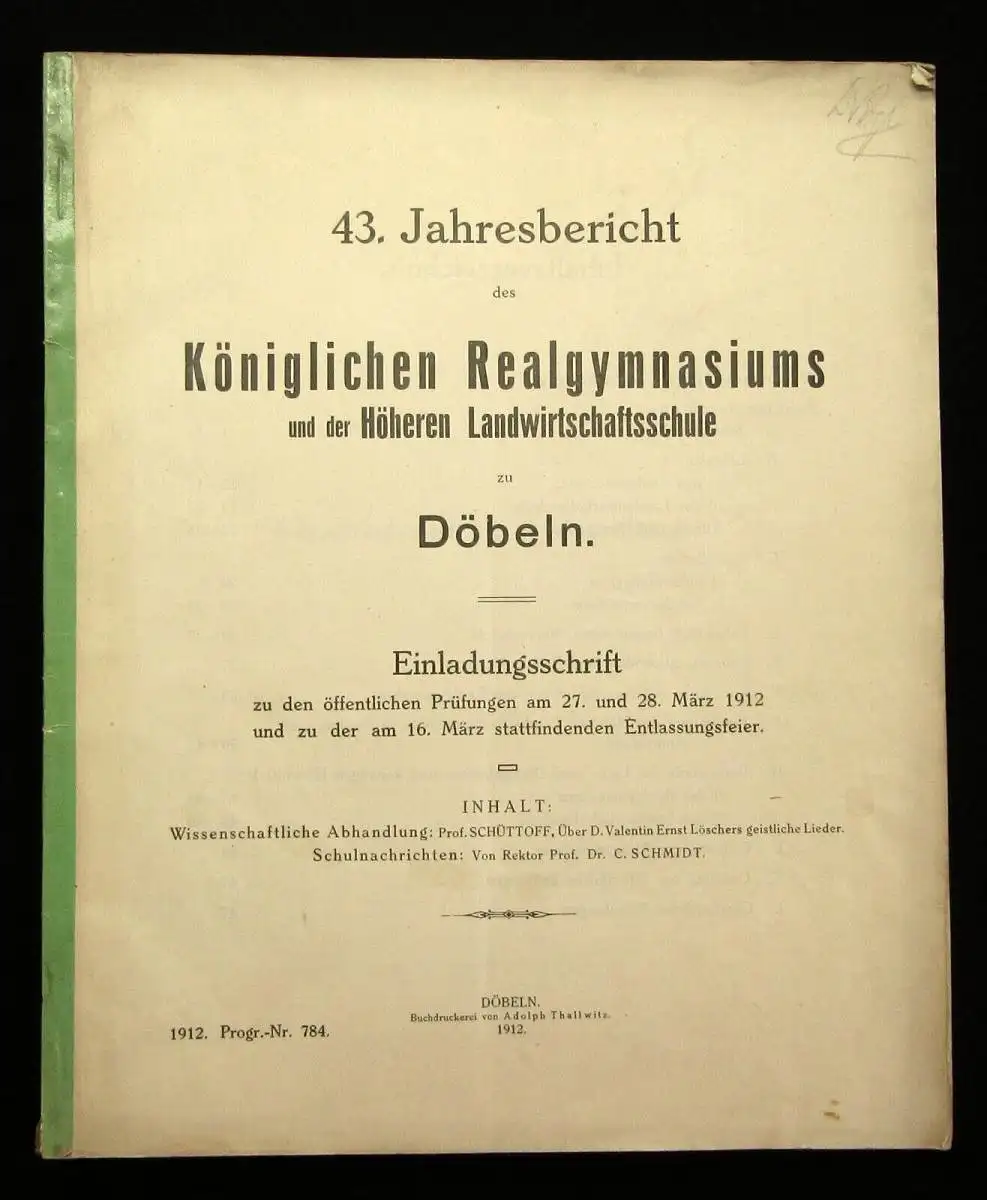 43. Jahresbericht
des
Königlichen Realgymnasiums
und der Höheren Landwirtschaftsschule
zu
Döbeln.
Einladungsschrift
zu den öffentlichen Prüfungen am 27. und 28. März 1912
und zu der am 16. März stattfindenden Entlassungsfeier.
INHALT:
Wissenschaftliche Abhandlung: Prof. SCHÜTTOFF, Über D. Valentin Ernst Löschers geistliche Lieder.
Schulnachrichten: Von Rektor Prof. Dr. C. SCHMIDT.
DÖBELN.
Buchdruckerei von Adolph Thallwitz.
1912.
1912. Progr.-Nr. 784.